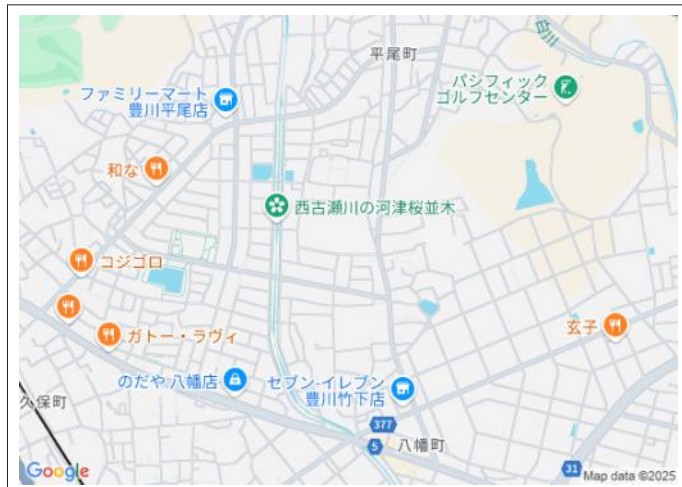 平尾町
白川
パシフィック
ゴルフセンター
ファミリーマート
豊川平尾店
和な
西古瀬川の河津桜並木
コジゴロ
玄子
ガトー・ラヴィ
のだや 八幡店
セブン-イレブン
豊川竹下店
久保町
377
5
八幡町
31
Google
Map data ©2025